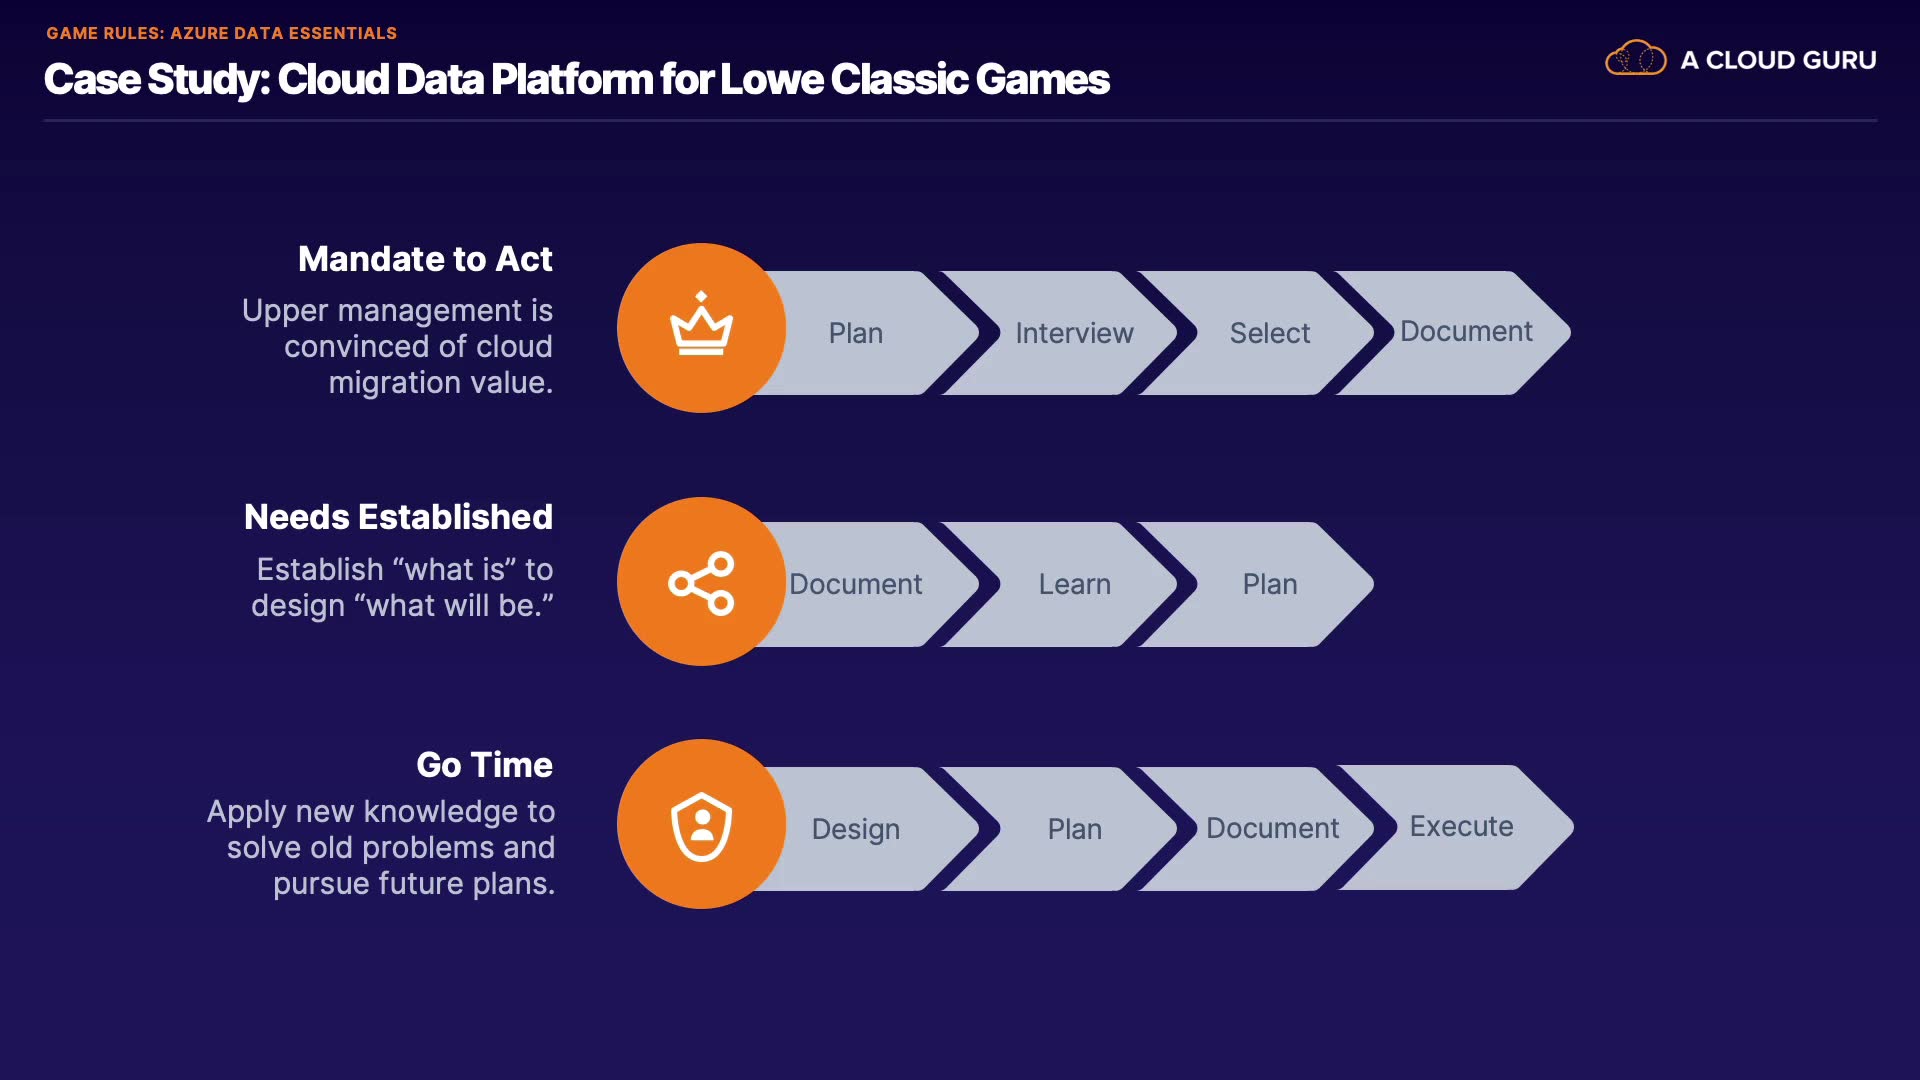 GAME RULES: AZURE DATA ESSENTIALS
Case Study: Cloud Data Platform for Lowe Classic Games
A CLOUD GURU
Mandate to Act
Upper management is
convinced of cloud
migration value.
Plan
Interview
Select
Document
Needs Established
Establish “what is” to
design “what will be.”
Document
Learn
Plan
Go Time
Apply new knowledge to
solve old problems and
pursue future plans.
Design
Plan
Document
Execute